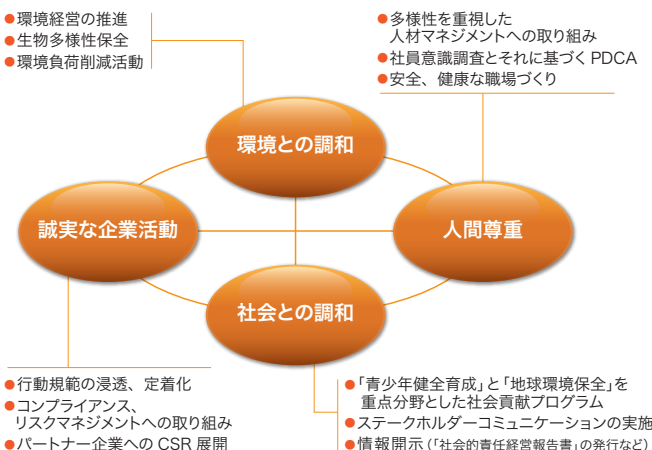 ●環境経営の推進
●生物多様性保全
●環境負荷削減活動
●多様性を重視した
人材マネジメントへの取り組み
●社員意識調査とそれに基づくPDCA
●安全、健康な職場づくり
環境との調和
誠実な企業活動
人間尊重
社会との調和
●行動規範の浸透、定着化
●コンプライアンス、
リスクマネジメントへの取り組み
●パートナー企業へのCSR展開
●「青少年健全育成」と「地球環境保全」を
重点分野とした社会貢献プログラム
●ステークホルダーコミュニケーションの実施
●情報開示(「社会的責任経営報告書」の発行など)